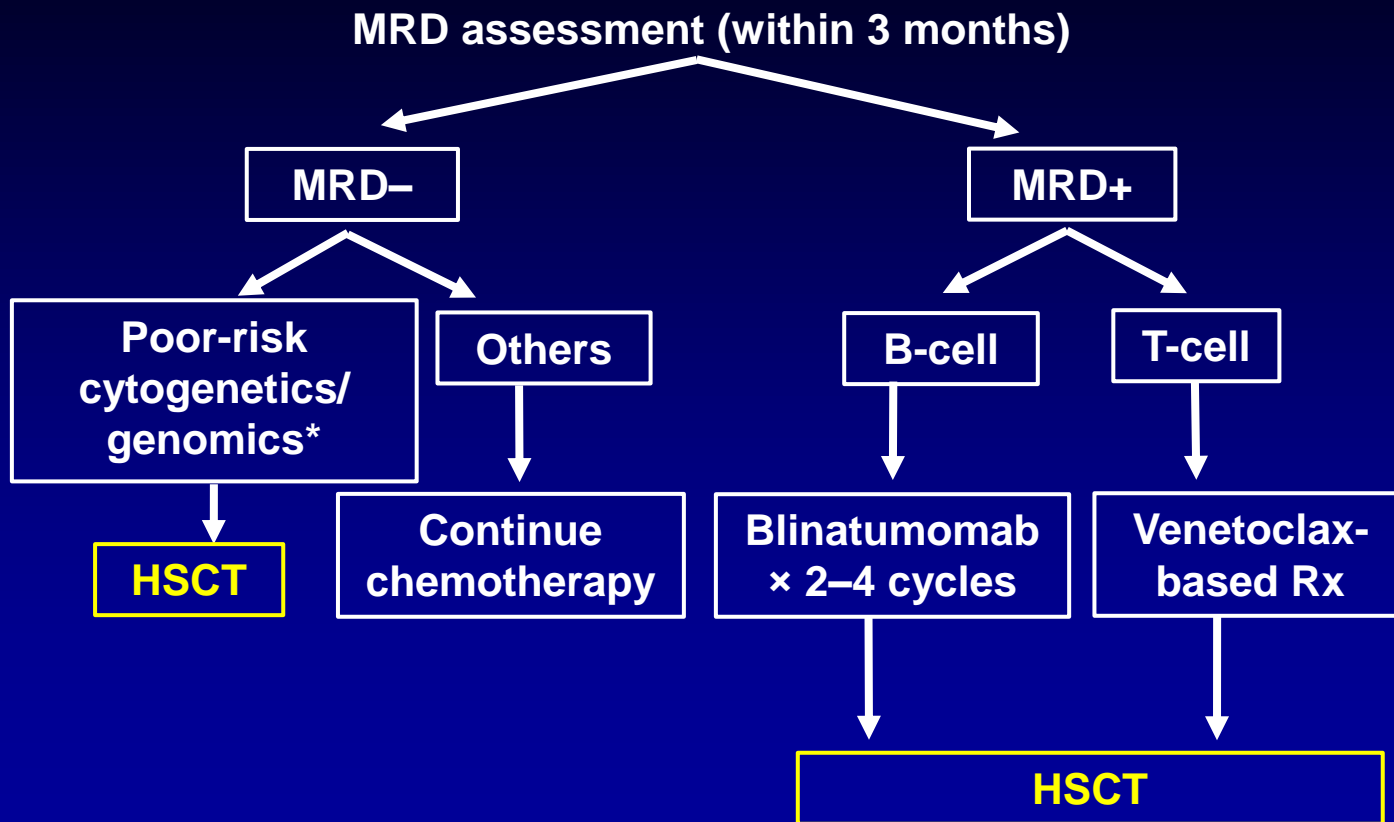 MRD assessment (within 3 months)
MRD–
MRD+
Poor-risk
cytogenetics/
genomics*
Others
B-cell
T-cell
HSCT
Continue
chemotherapy
Blinatumomab
× 2–4 cycles
Venetoclax-
based Rx
HSCT